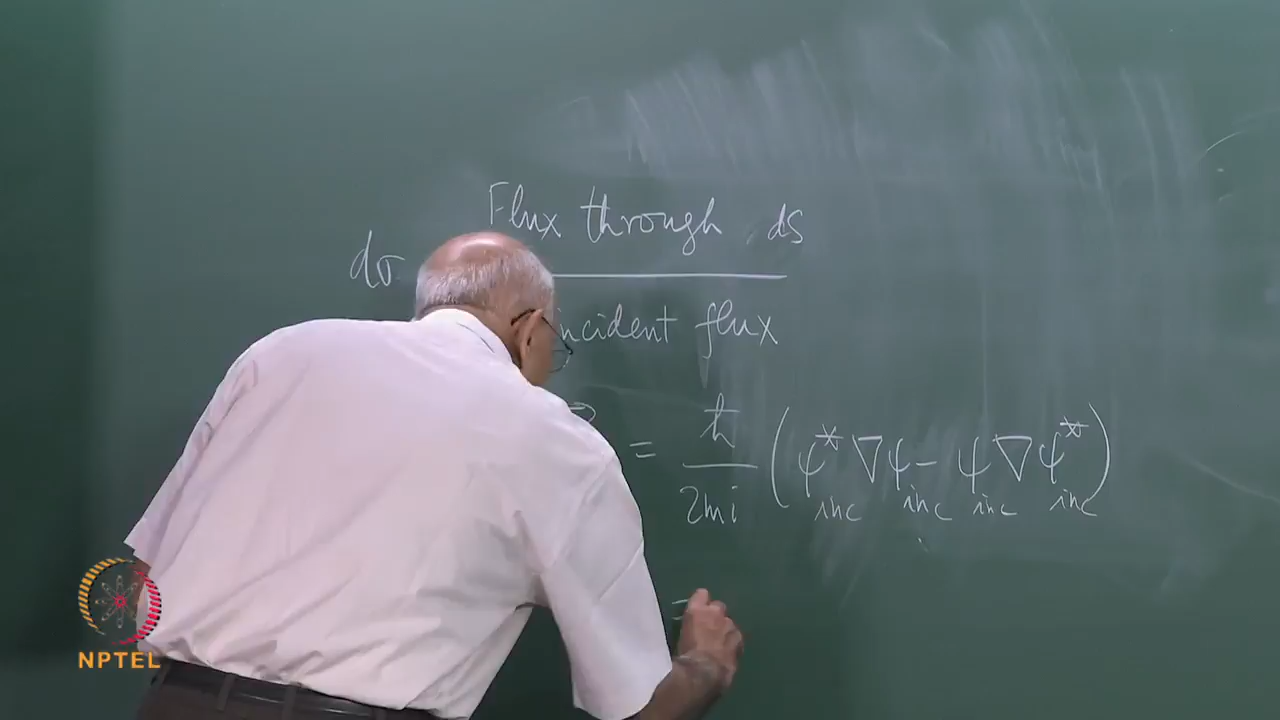 Flux through ds
dσ
incident flux
= ħ / 2mi (ψ*inc ∇ψinc − ψinc ∇ψ*inc)
=
NPTEL